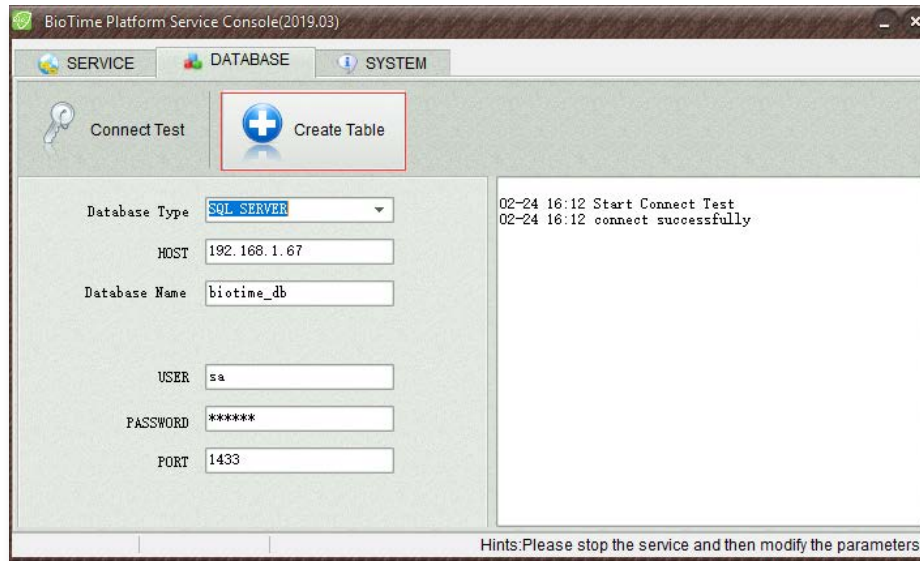 BioTime Platform Service Console(2019.03)
SERVICE DATABASE SYSTEM
Connect Test Create Table
Database Type SQL SERVER
HOST 192.168.1.67
Database Name biotime_db
USER sa
PASSWORD ******
PORT 1433
02-24 16:12 Start Connect Test
02-24 16:12 connect successfully
Hints:Please stop the service and then modify the parameters